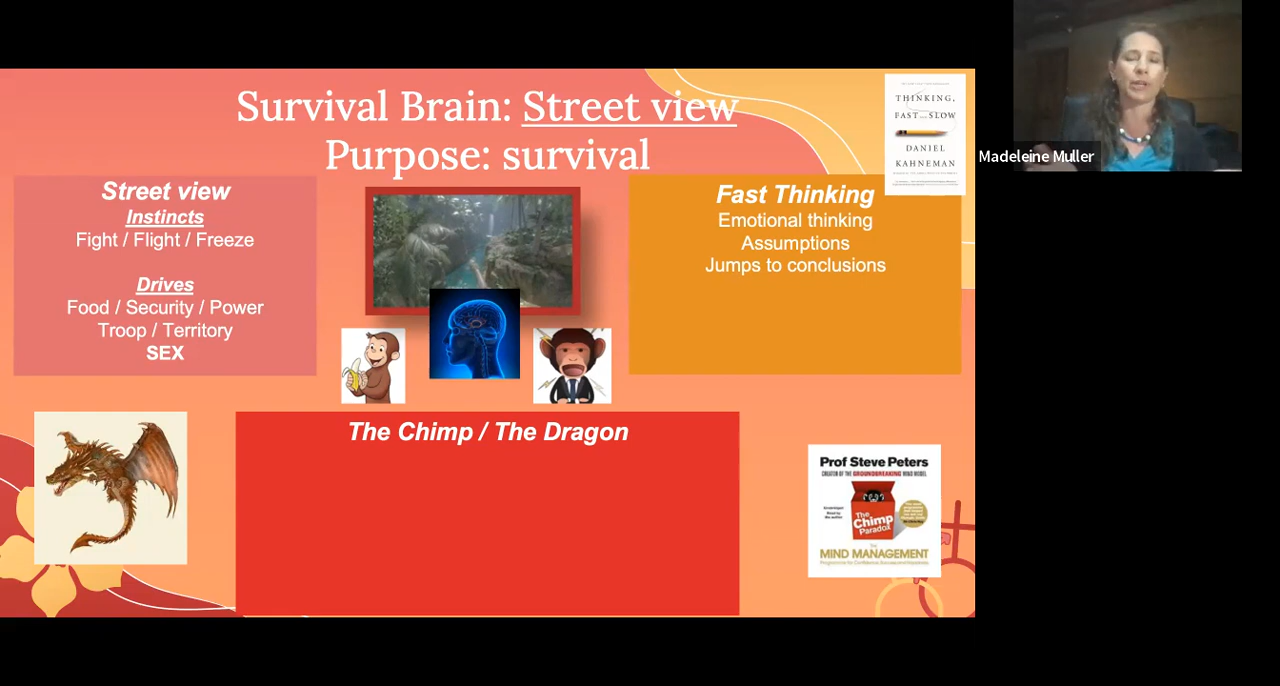 Survival Brain: Street view
Purpose: survival
THINKING,
FAST AND SLOW
DANIEL
KAHNEMAN
Madeleine Muller
Street view
Instincts
Fight / Flight / Freeze
Drives
Food / Security / Power
Troop / Territory
SEX
Fast Thinking
Emotional thinking
Assumptions
Jumps to conclusions
The Chimp / The Dragon
Prof Steve Peters
CREATOR OF THE GROUNDBREAKING MIND MODEL
The
Chimp
Paradox
The
MIND MANAGEMENT